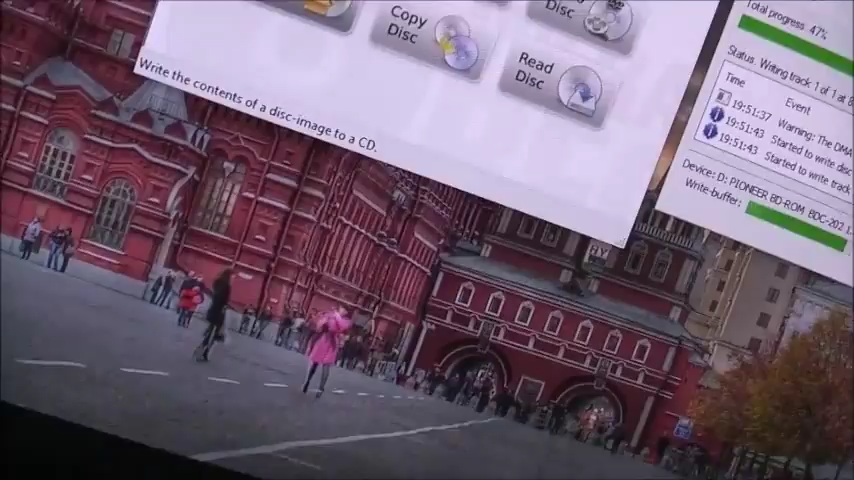 Copy
Disc
Disc
Read
Disc
Write the contents of a disc-image to a CD.
Total progress: 47%
Status: Writing track 1 of 1 at
Time Event
19:51:37 Warning: The DMA
19:51:43 Started to write disc
19:51:43 Started to write track
Device: D: PIONEER BD-ROM BDC-202
Write-buffer: